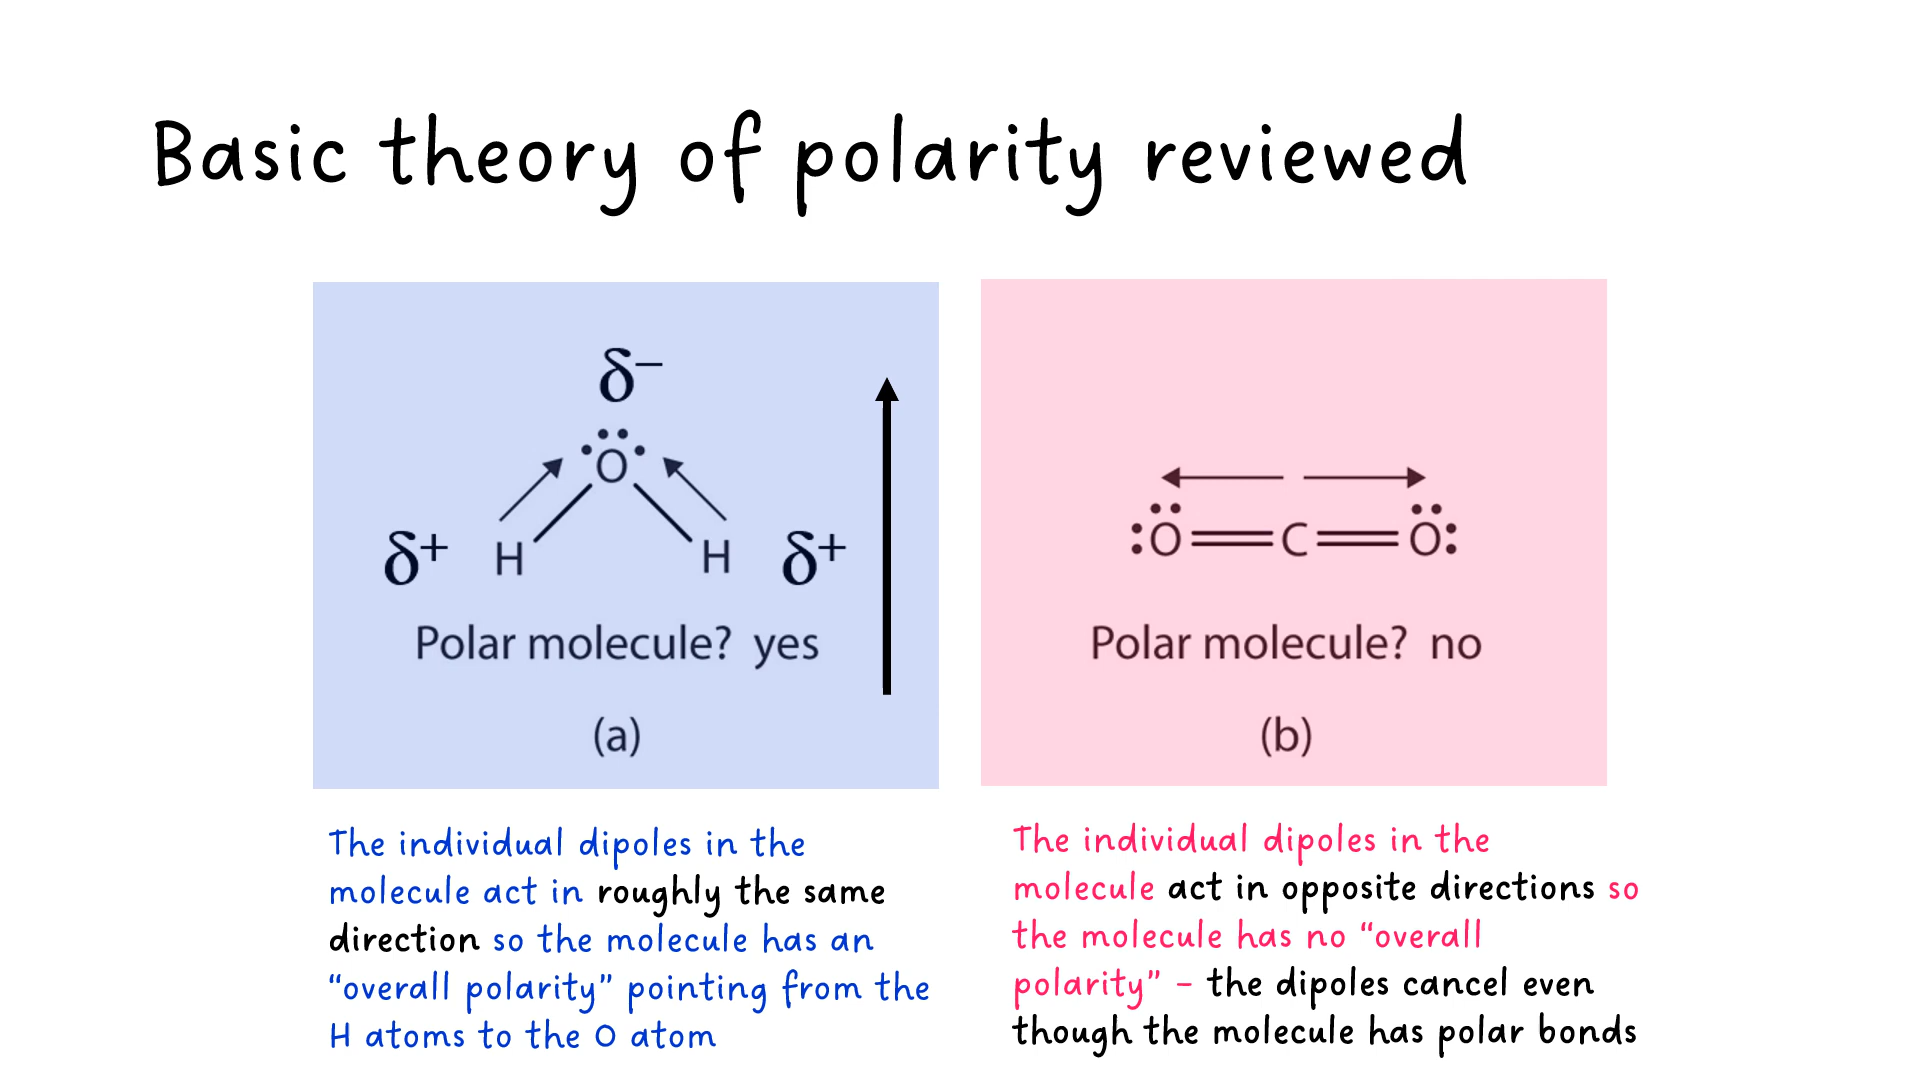 Basic theory of polarity reviewed
δ−
O
δ+ H H δ+
Polar molecule? yes
(a)
O C O
Polar molecule? no
(b)
The individual dipoles in the
molecule act in roughly the same
direction so the molecule has an
“overall polarity” pointing from the
H atoms to the O atom
The individual dipoles in the
molecule act in opposite directions so
the molecule has no “overall
polarity” - the dipoles cancel even
though the molecule has polar bonds